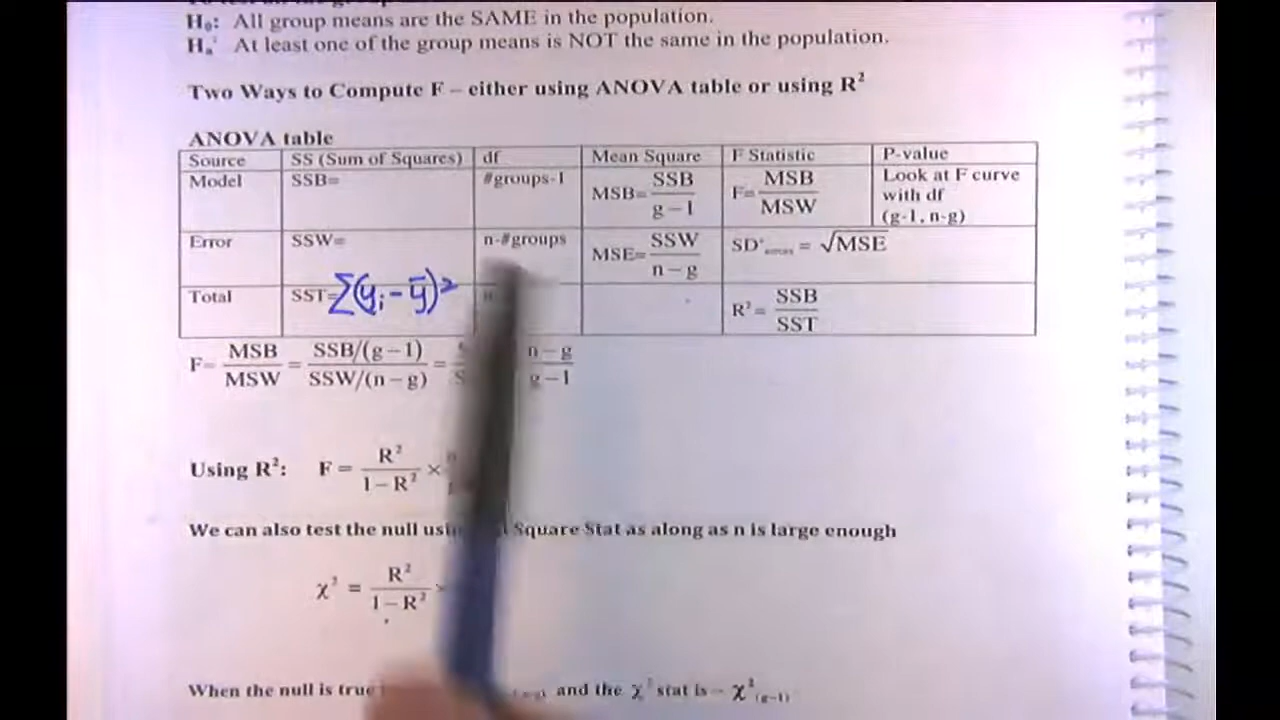 H₀: All group means are the SAME in the population.
Hₐ: At least one of the group means is NOT the same in the population.
Two Ways to Compute F – either using ANOVA table or using R²
ANOVA table
Source SS (Sum of Squares) df Mean Square F Statistic P-value
Model SSB= #groups-1 MSB= SSB/(g – 1) F= MSB/MSW Look at F curve with df (g-1, n-g)
Error SSW= n-#groups MSE= SSW/(n – g) SD errors = √MSE
Total SST=Σ(yᵢ - ȳ)² R²= SSB/SST
F= MSB/MSW = SSB/(g – 1) / SSW/(n – g) = n – g / g – 1
Using R²: F = R²/(1 – R²) ×
We can also test the null Square Stat as along as n is large enough
χ² = R²/(1 – R²)
When the null is true and the χ² stat is ~ χ²(g–1)